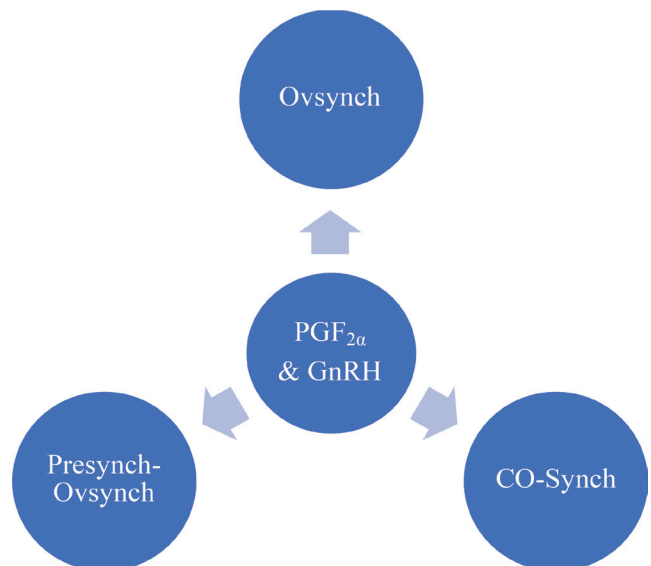 Ovsynch
PGF₂α
& GnRH
Presynch-
Ovsynch
CO-Synch